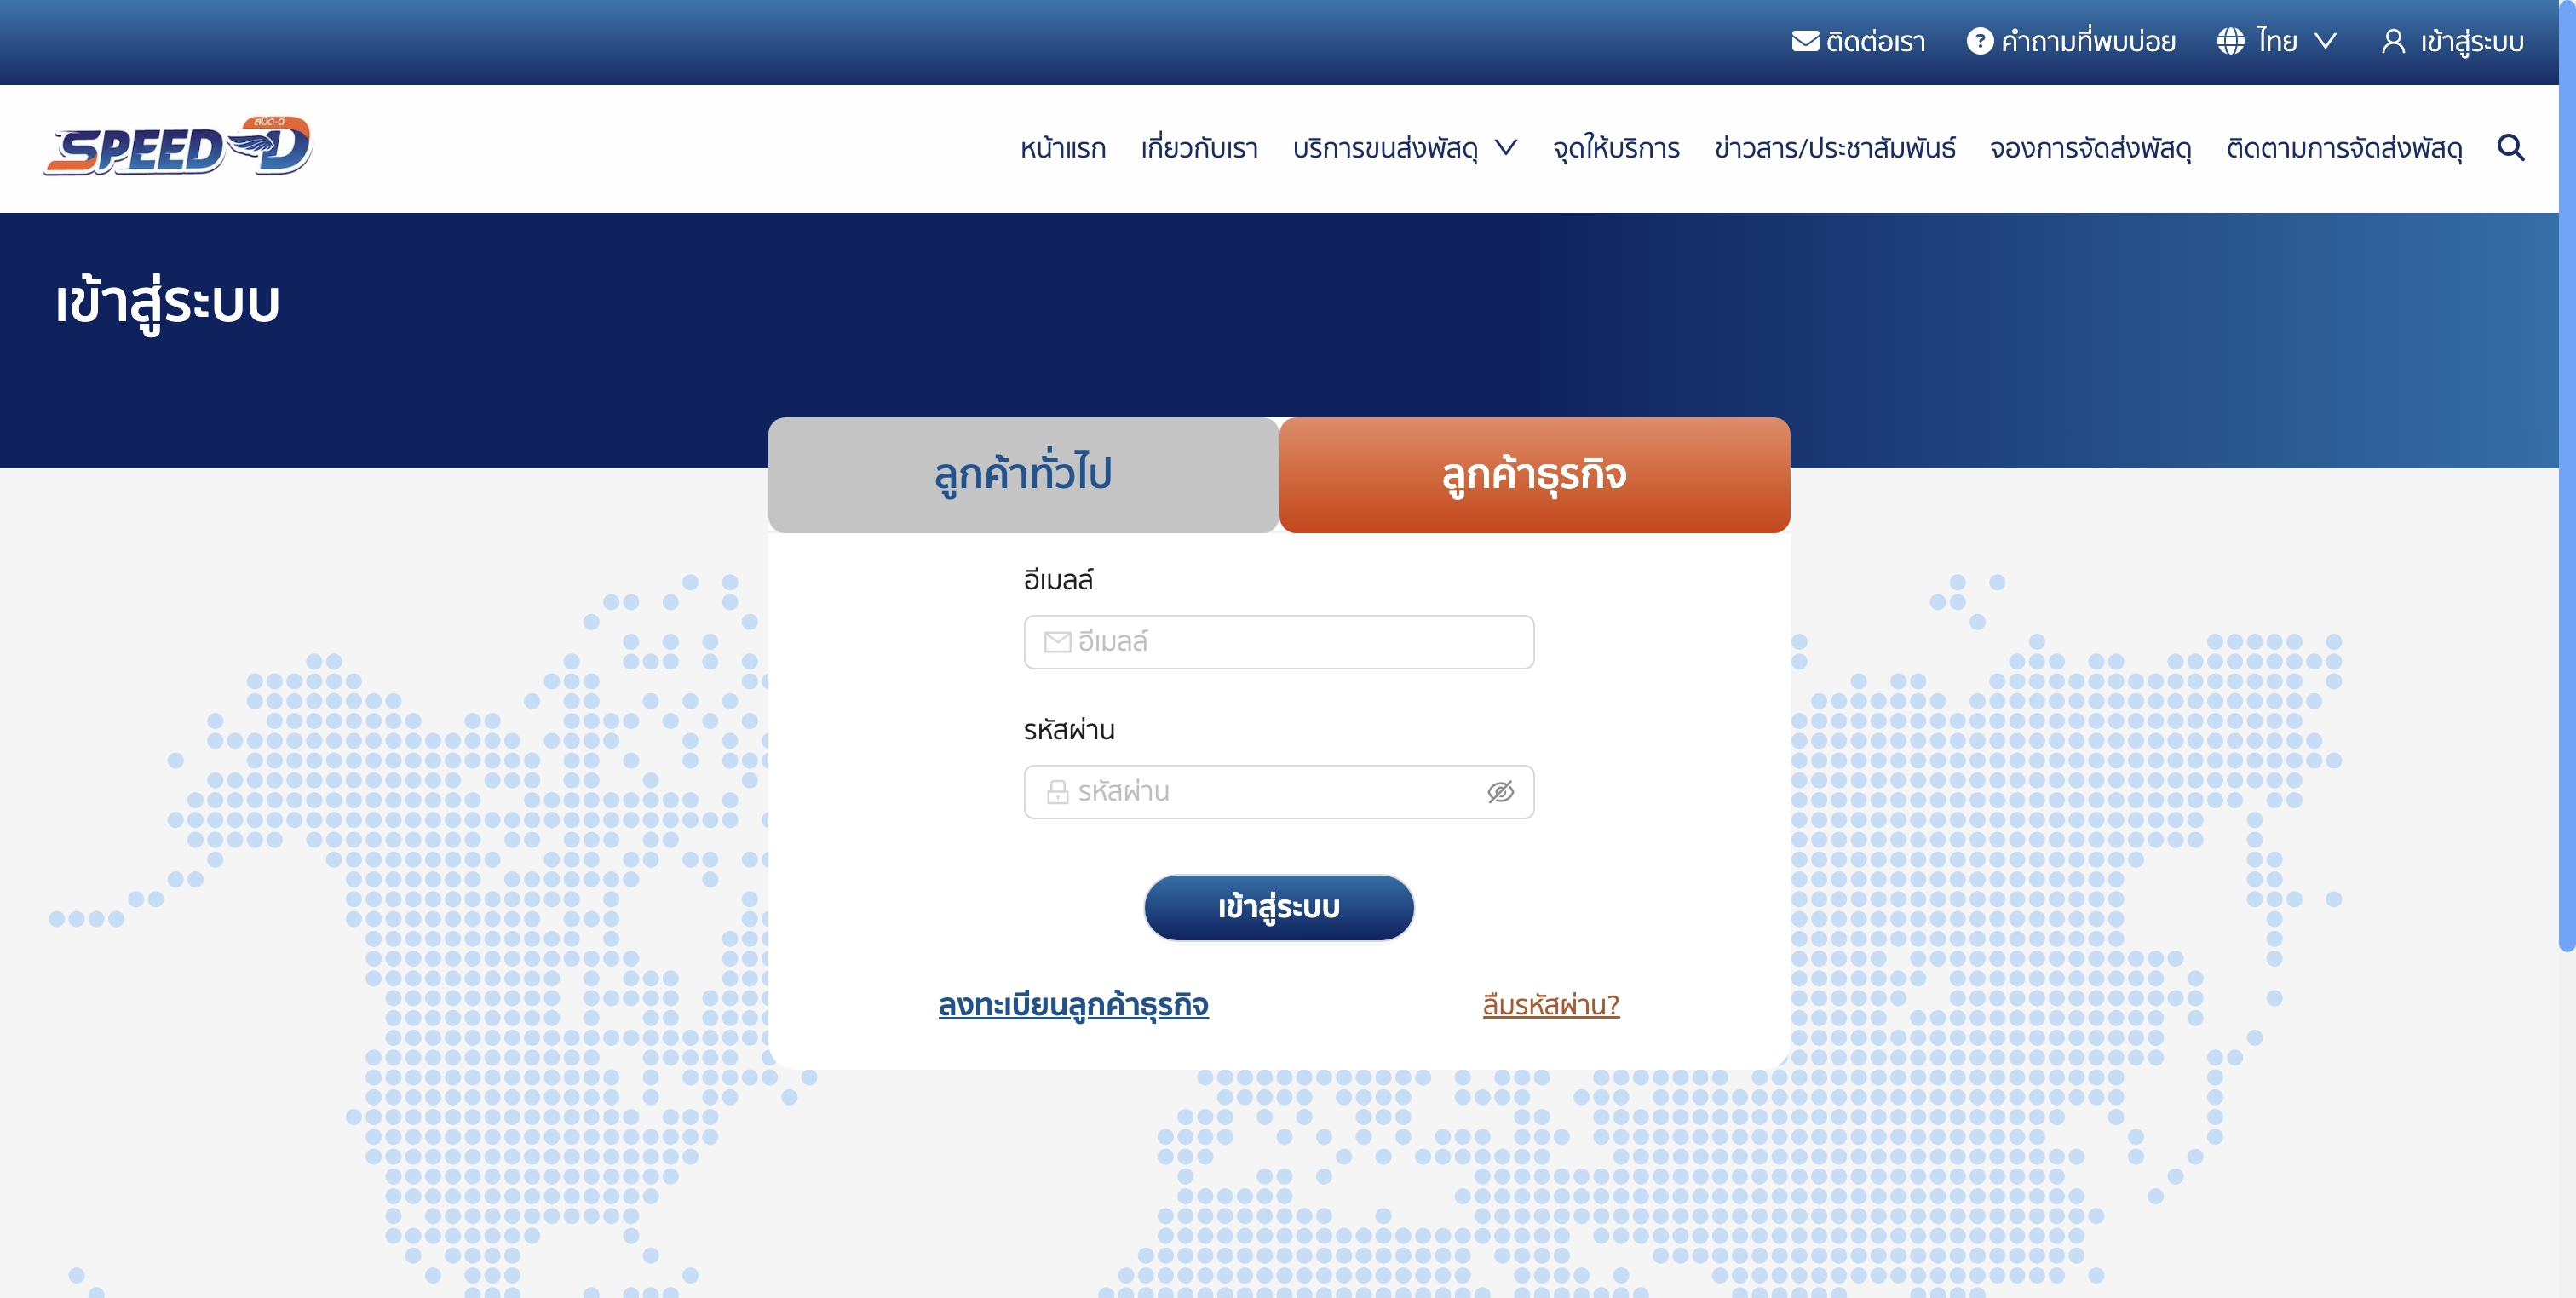 ติดต่อเรา คำถามที่พบบ่อย ไทย เข้าสู่ระบบ
สปีด-ดี
SPEED-D
หน้าแรก เกี่ยวกับเรา บริการขนส่งพัสดุ จุดให้บริการ ข่าวสาร/ประชาสัมพันธ์ จองการจัดส่งพัสดุ ติดตามการจัดส่งพัสดุ
เข้าสู่ระบบ
ลูกค้าทั่วไป ลูกค้าธุรกิจ
อีเมลล์
อีเมลล์
รหัสผ่าน
รหัสผ่าน
เข้าสู่ระบบ
ลงทะเบียนลูกค้าธุรกิจ ลืมรหัสผ่าน?